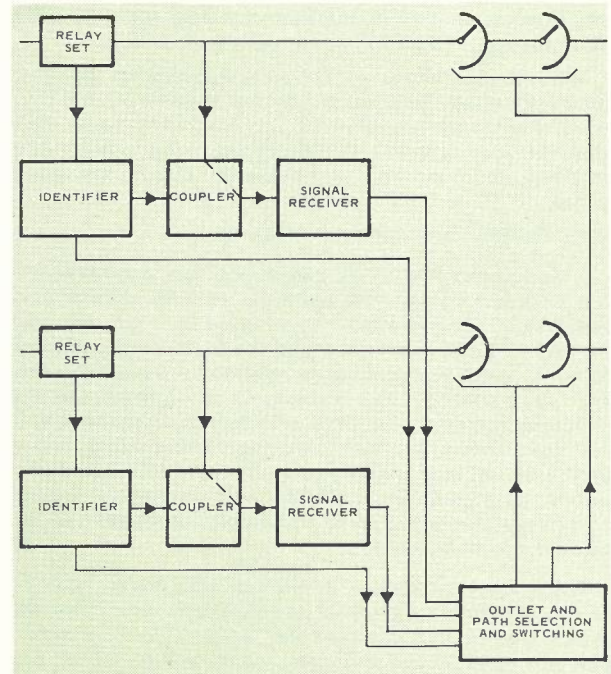 RELAY
SET
IDENTIFIER
COUPLER
SIGNAL
RECEIVER
RELAY
SET
IDENTIFIER
COUPLER
SIGNAL
RECEIVER
OUTLET AND
PATH SELECTION
AND SWITCHING